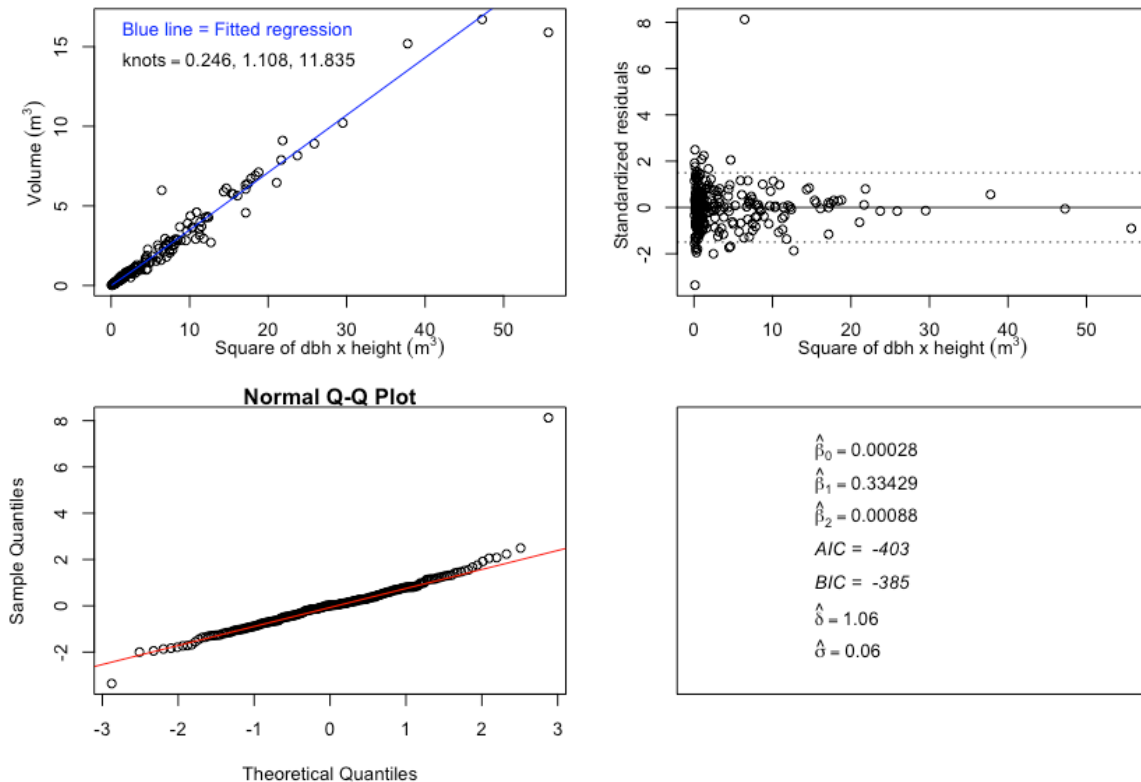 Blue line = Fitted regression
knots = 0.246, 1.108, 11.835
Volume (m³)
15
10
5
0
0 10 20 30 40 50
Square of dbh x height (m³)
Standardized residuals
8
6
4
2
0
-2
0 10 20 30 40 50
Square of dbh x height (m³)
Normal Q-Q Plot
Sample Quantiles
8
6
4
2
0
-2
-3 -2 -1 0 1 2 3
Theoretical Quantiles
β̂₀ = 0.00028
β̂₁ = 0.33429
β̂₂ = 0.00088
AIC = -403
BIC = -385
δ̂ = 1.06
σ̂ = 0.06